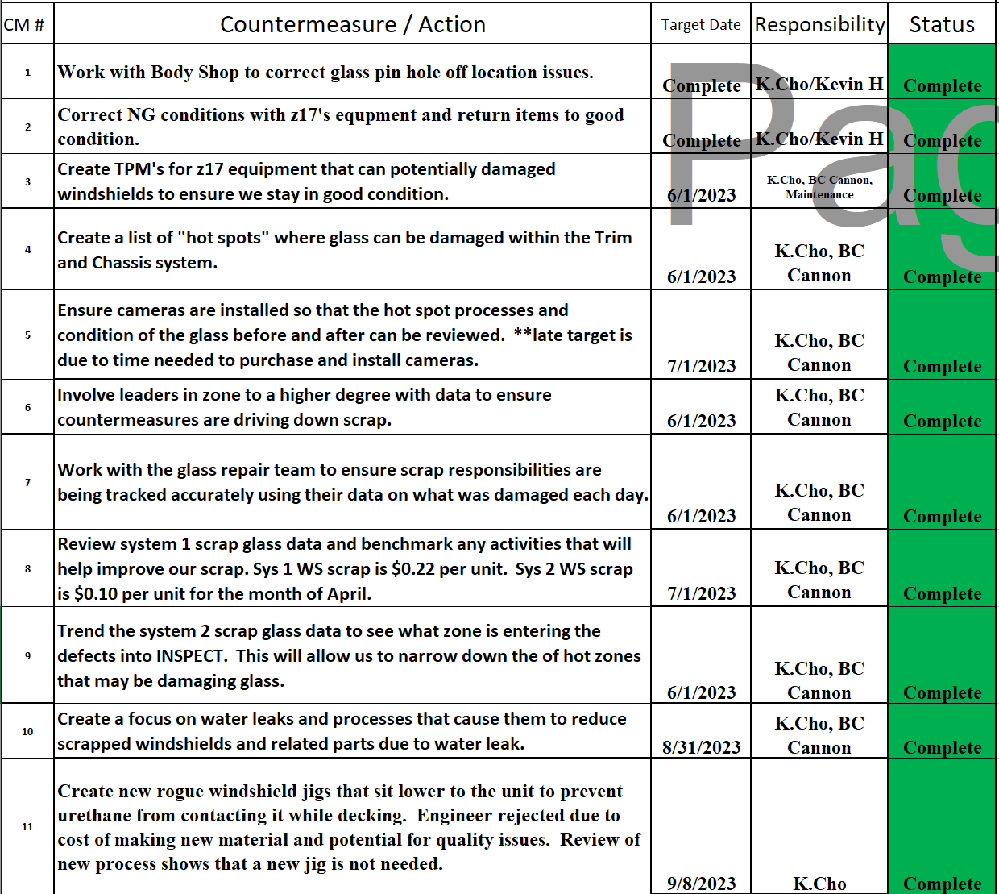 CM # Countermeasure / Action Target Date Responsibility Status
1 Work with Body Shop to correct glass pin hole off location issues. Complete K.Cho/Kevin H Complete
2 Correct NG conditions with z17's equpment and return items to good
condition. Complete K.Cho/Kevin H Complete
3 Create TPM's for z17 equipment that can potentially damaged
windshields to ensure we stay in good condition. 6/1/2023 K.Cho, BC Cannon,
Maintenance Complete
4 Create a list of "hot spots" where glass can be damaged within the Trim
and Chassis system. 6/1/2023 K.Cho, BC
Cannon Complete
5 Ensure cameras are installed so that the hot spot processes and
condition of the glass before and after can be reviewed.  **late target is
due to time needed to purchase and install cameras. 7/1/2023 K.Cho, BC
Cannon Complete
6 Involve leaders in zone to a higher degree with data to ensure
countermeasures are driving down scrap. 6/1/2023 K.Cho, BC
Cannon Complete
7 Work with the glass repair team to ensure scrap responsibilities are
being tracked accurately using their data on what was damaged each day. 6/1/2023 K.Cho, BC
Cannon Complete
8 Review system 1 scrap glass data and benchmark any activities that will
help improve our scrap. Sys 1 WS scrap is $0.22 per unit.  Sys 2 WS scrap
is $0.10 per unit for the month of April. 7/1/2023 K.Cho, BC
Cannon Complete
9 Trend the system 2 scrap glass data to see what zone is entering the
defects into INSPECT.  This will allow us to narrow down the of hot zones
that may be damaging glass. 6/1/2023 K.Cho, BC
Cannon Complete
10 Create a focus on water leaks and processes that cause them to reduce
scrapped windshields and related parts due to water leak. 8/31/2023 K.Cho, BC
Cannon Complete
11 Create new rogue windshield jigs that sit lower to the unit to prevent
urethane from contacting it while decking.  Engineer rejected due to
cost of making new material and potential for quality issues.  Review of
new process shows that a new jig is not needed. 9/8/2023 K.Cho Complete